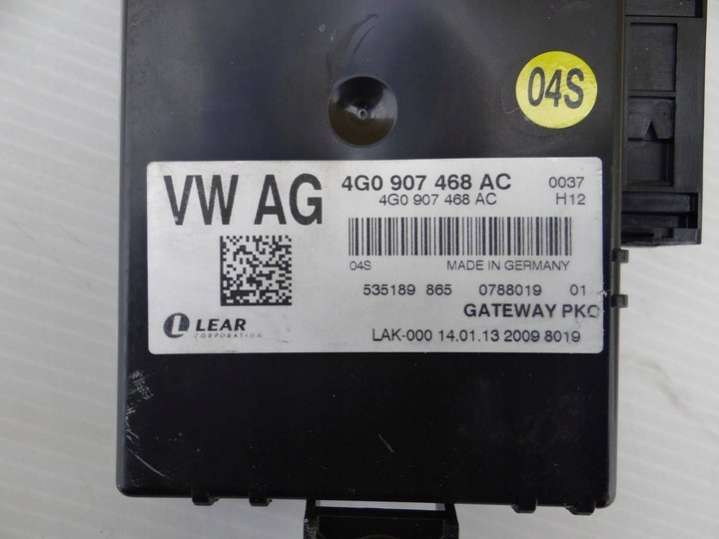 04S
VW AG
4G0 907 468 AC 0037
4G0 907 468 AC H12
04S MADE IN GERMANY
535189 865 0788019 01
GATEWAY PKO
LEAR
CORPORATION
LAK-000 14.01.13 2009 8019